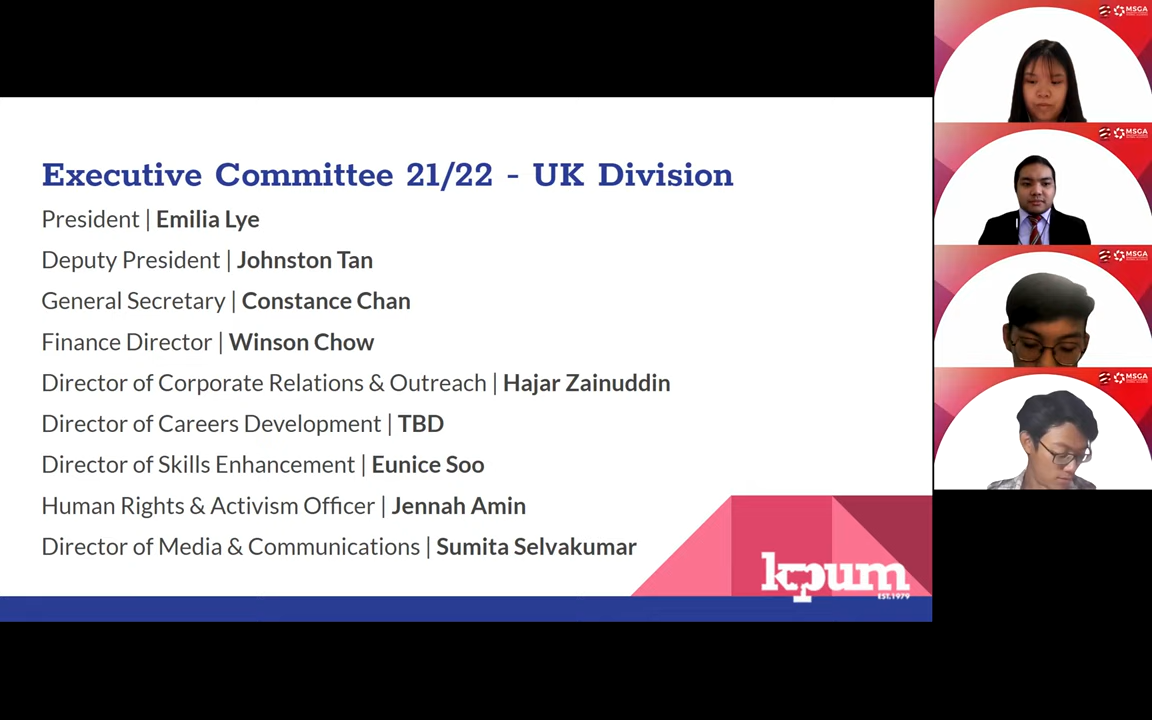 Executive Committee 21/22 - UK Division
President | Emilia Lye
Deputy President | Johnston Tan
General Secretary | Constance Chan
Finance Director | Winson Chow
Director of Corporate Relations & Outreach | Hajar Zainuddin
Director of Careers Development | TBD
Director of Skills Enhancement | Eunice Soo
Human Rights & Activism Officer | Jennah Amin
Director of Media & Communications | Sumita Selvakumar
kpum
EST.1979
MSGA
MSGA
MSGA
MSGA